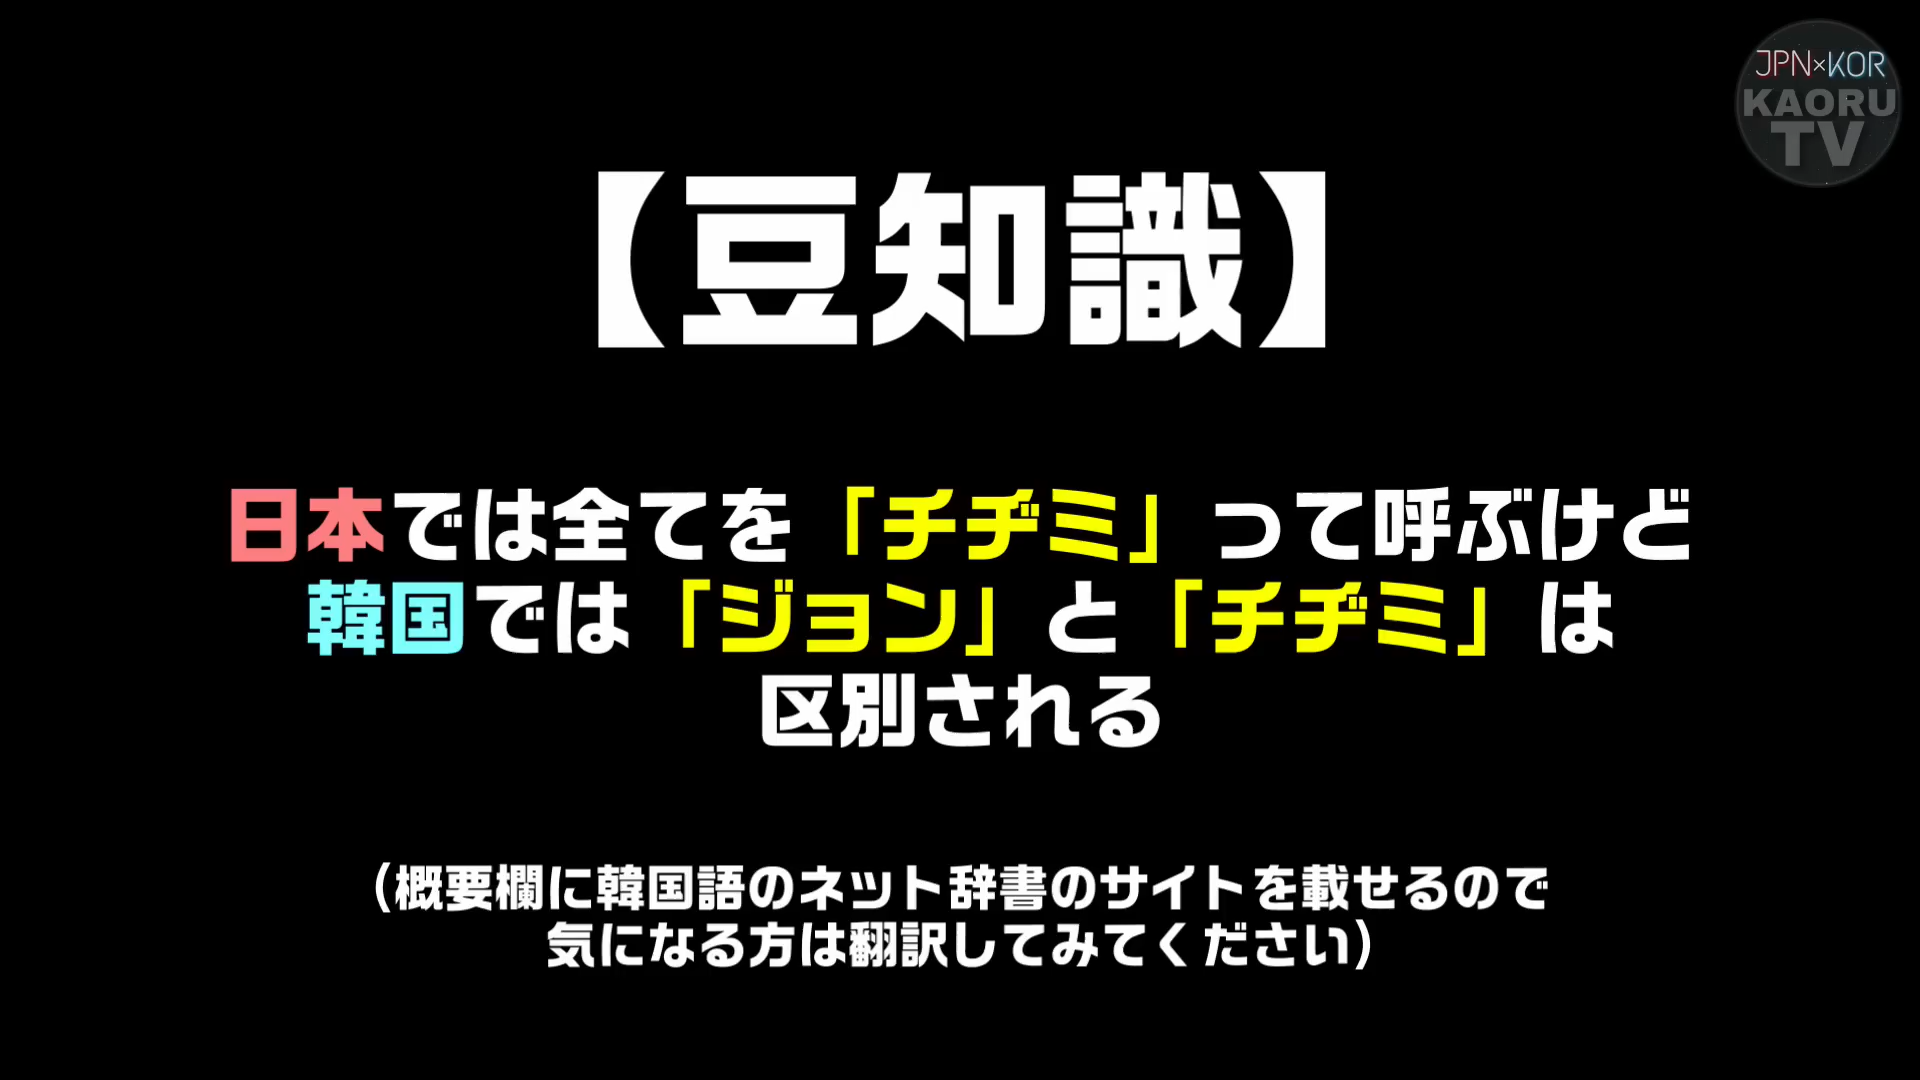 JPN×KOR
KAORU
TV
【豆知識】
日本では全てを「チヂミ」って呼ぶけど
韓国では「ジョン」と「チヂミ」は
区別される
(概要欄に韓国語のネット辞書のサイトを載せるので
気になる方は翻訳してみてください)